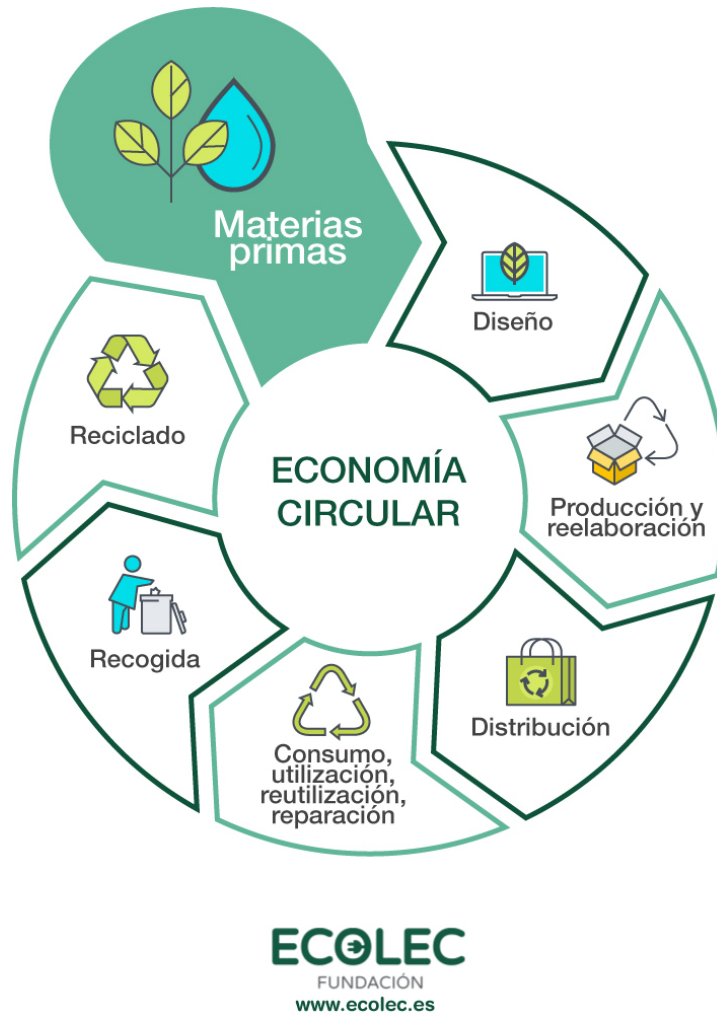 Materias
primas
Diseño
Producción y
reelaboración
Distribución
Consumo,
utilización,
reutilización,
reparación
Recogida
Reciclado
ECONOMÍA
CIRCULAR
ECOLEC
FUNDACIÓN
www.ecolec.es